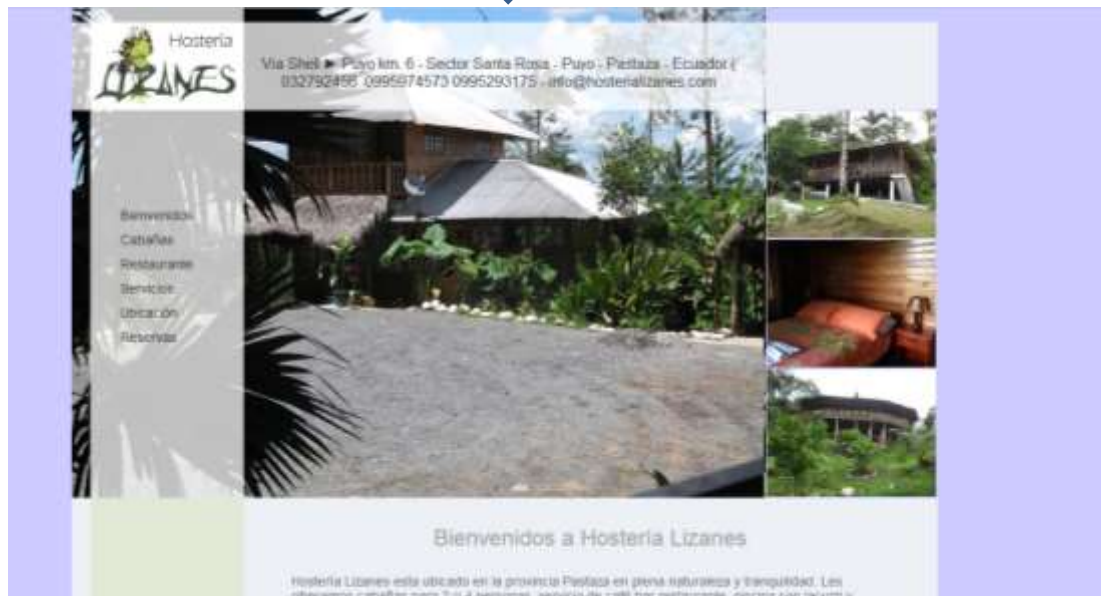 Hostería
LIZANES
Via Shell ► Puyo km. 6 - Sector Santa Rosa - Puyo - Pastaza - Ecuador (
032792456 0995974573 0995293175 - info@hosterializanes.com
Bienvenidos
Cabañas
Restaurante
Servicios
Ubicación
Reservas
Bienvenidos a Hostería Lizanes
Hostería Lizanes esta ubicado en la provincia Pastaza en plena naturaleza y tranquilidad. Les